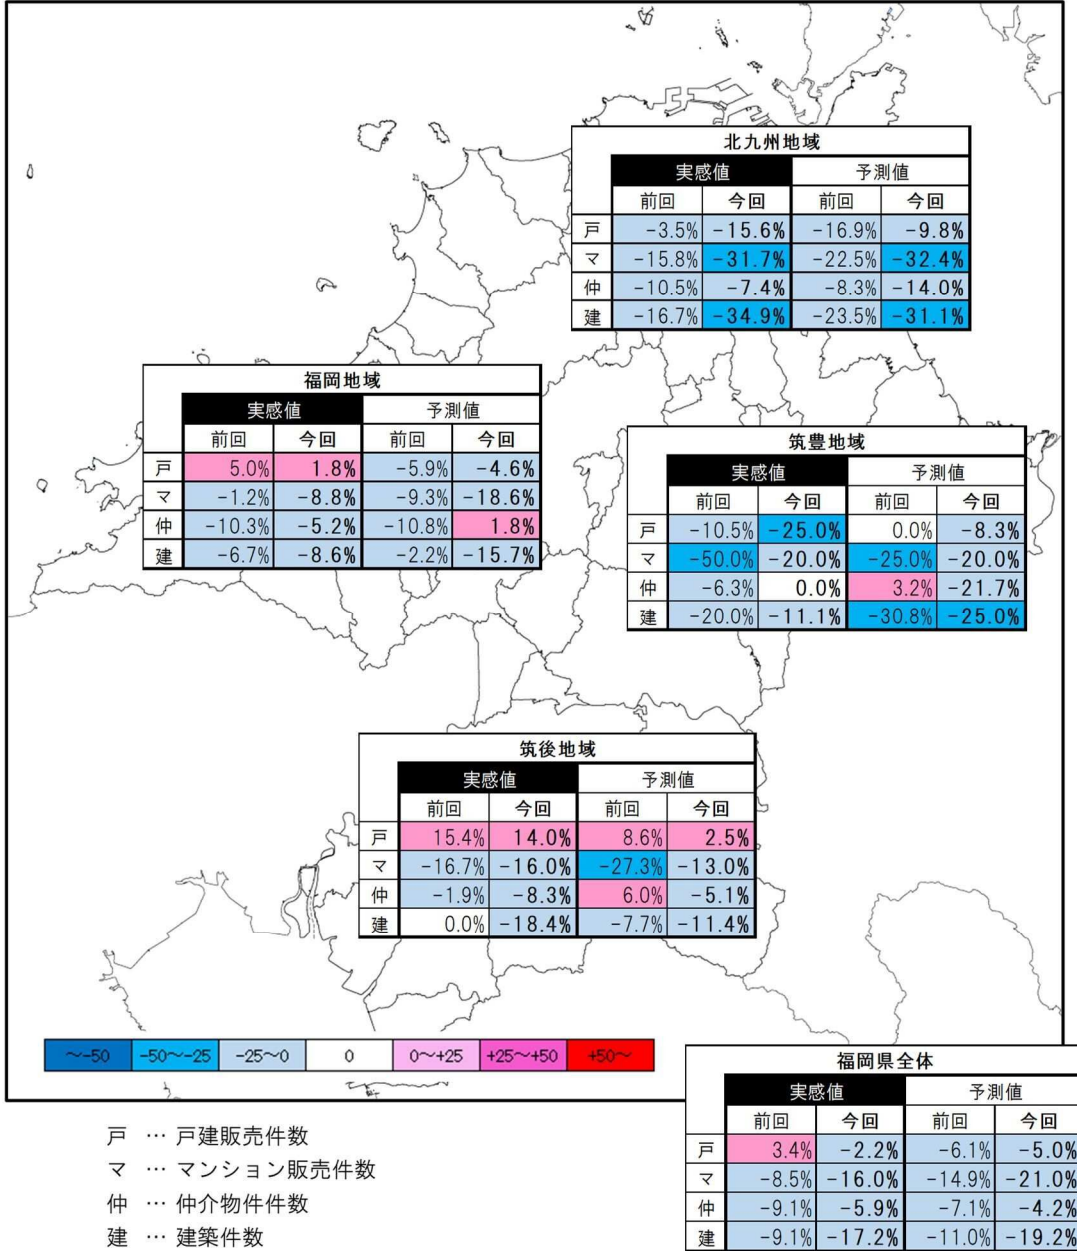 北九州地域
実感値 予測値
前回 今回 前回 今回
戸 -3.5% -15.6% -16.9% -9.8%
マ -15.8% -31.7% -22.5% -32.4%
仲 -10.5% -7.4% -8.3% -14.0%
建 -16.7% -34.9% -23.5% -31.1%
福岡地域
実感値 予測値
前回 今回 前回 今回
戸 5.0% 1.8% -5.9% -4.6%
マ -1.2% -8.8% -9.3% -18.6%
仲 -10.3% -5.2% -10.8% 1.8%
建 -6.7% -8.6% -2.2% -15.7%
筑豊地域
実感値 予測値
前回 今回 前回 今回
戸 -10.5% -25.0% 0.0% -8.3%
マ -50.0% -20.0% -25.0% -20.0%
仲 -6.3% 0.0% 3.2% -21.7%
建 -20.0% -11.1% -30.8% -25.0%
筑後地域
実感値 予測値
前回 今回 前回 今回
戸 15.4% 14.0% 8.6% 2.5%
マ -16.7% -16.0% -27.3% -13.0%
仲 -1.9% -8.3% 6.0% -5.1%
建 0.0% -18.4% -7.7% -11.4%
～-50 -50～-25 -25～0 0 0～+25 +25～+50 +50～
福岡県全体
実感値 予測値
前回 今回 前回 今回
戸 3.4% -2.2% -6.1% -5.0%
マ -8.5% -16.0% -14.9% -21.0%
仲 -9.1% -5.9% -7.1% -4.2%
建 -9.1% -17.2% -11.0% -19.2%
戸 … 戸建販売件数
マ … マンション販売件数
仲 … 仲介物件件数
建 … 建築件数